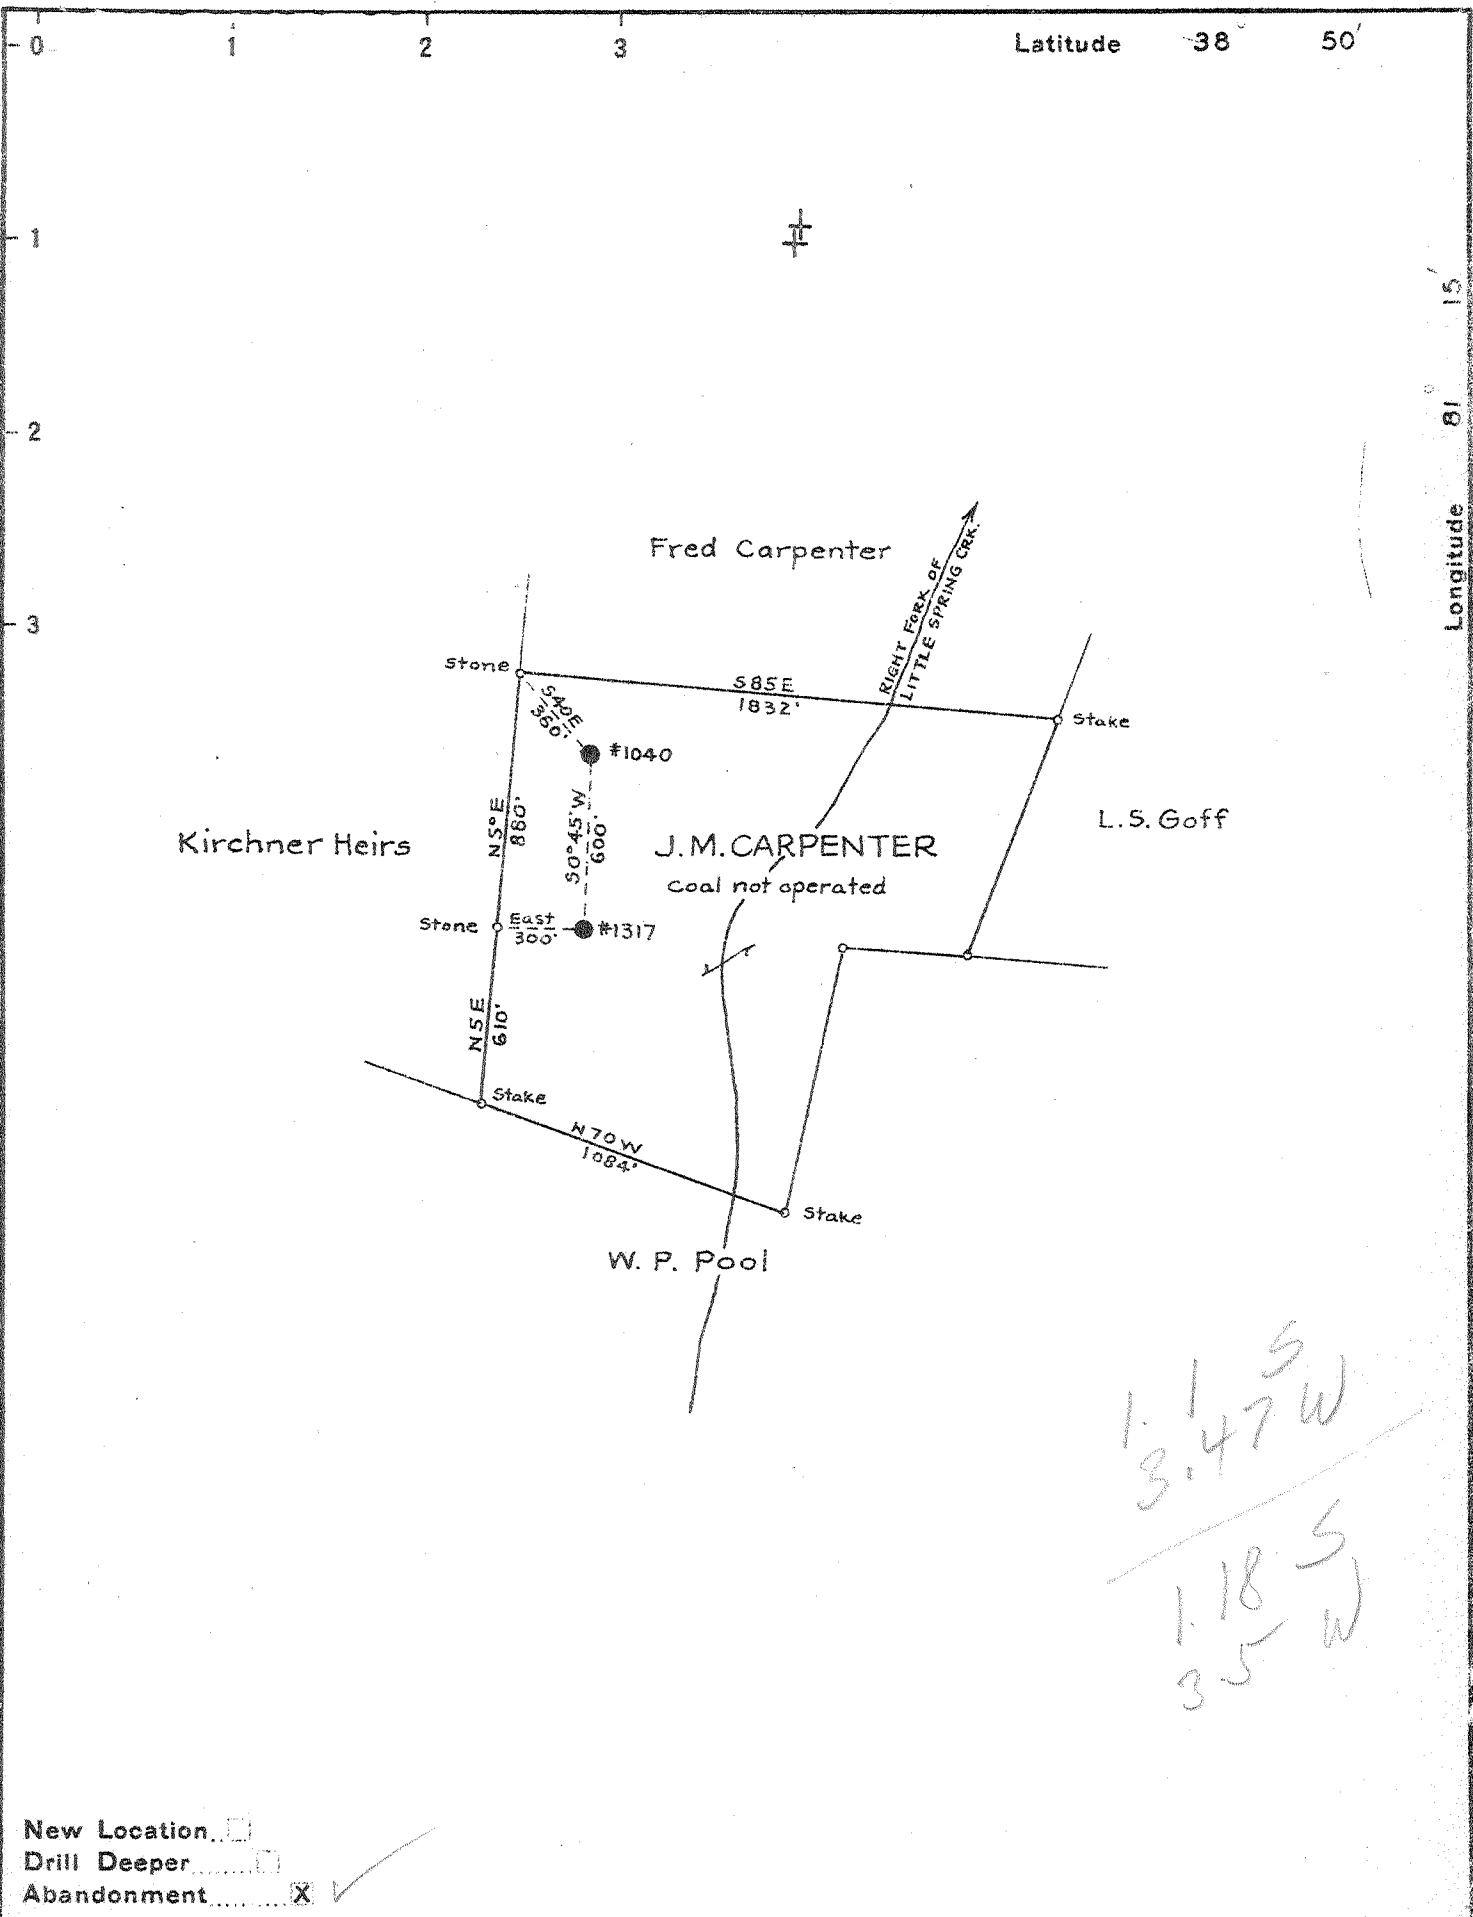 0 1 2 3 Latitude 38° 50'
1
2
3
Longitude 81° 15'
Fred Carpenter
RIGHT FORK OF
LITTLE SPRING CRK.
Stone
S85E
1832'
Stake
S40E
360'
#1040
N5°E
880'
S0°45'W
600'
Kirchner Heirs
J.M. CARPENTER
Coal not operated
L.S. Goff
Stone
East
300'
#1317
N5E
610'
Stake
N70W
1084'
Stake
W. P. Pool
1.1 S
3.47 W
1.18 S
3.5 W
New Location
Drill Deeper
Abandonment X